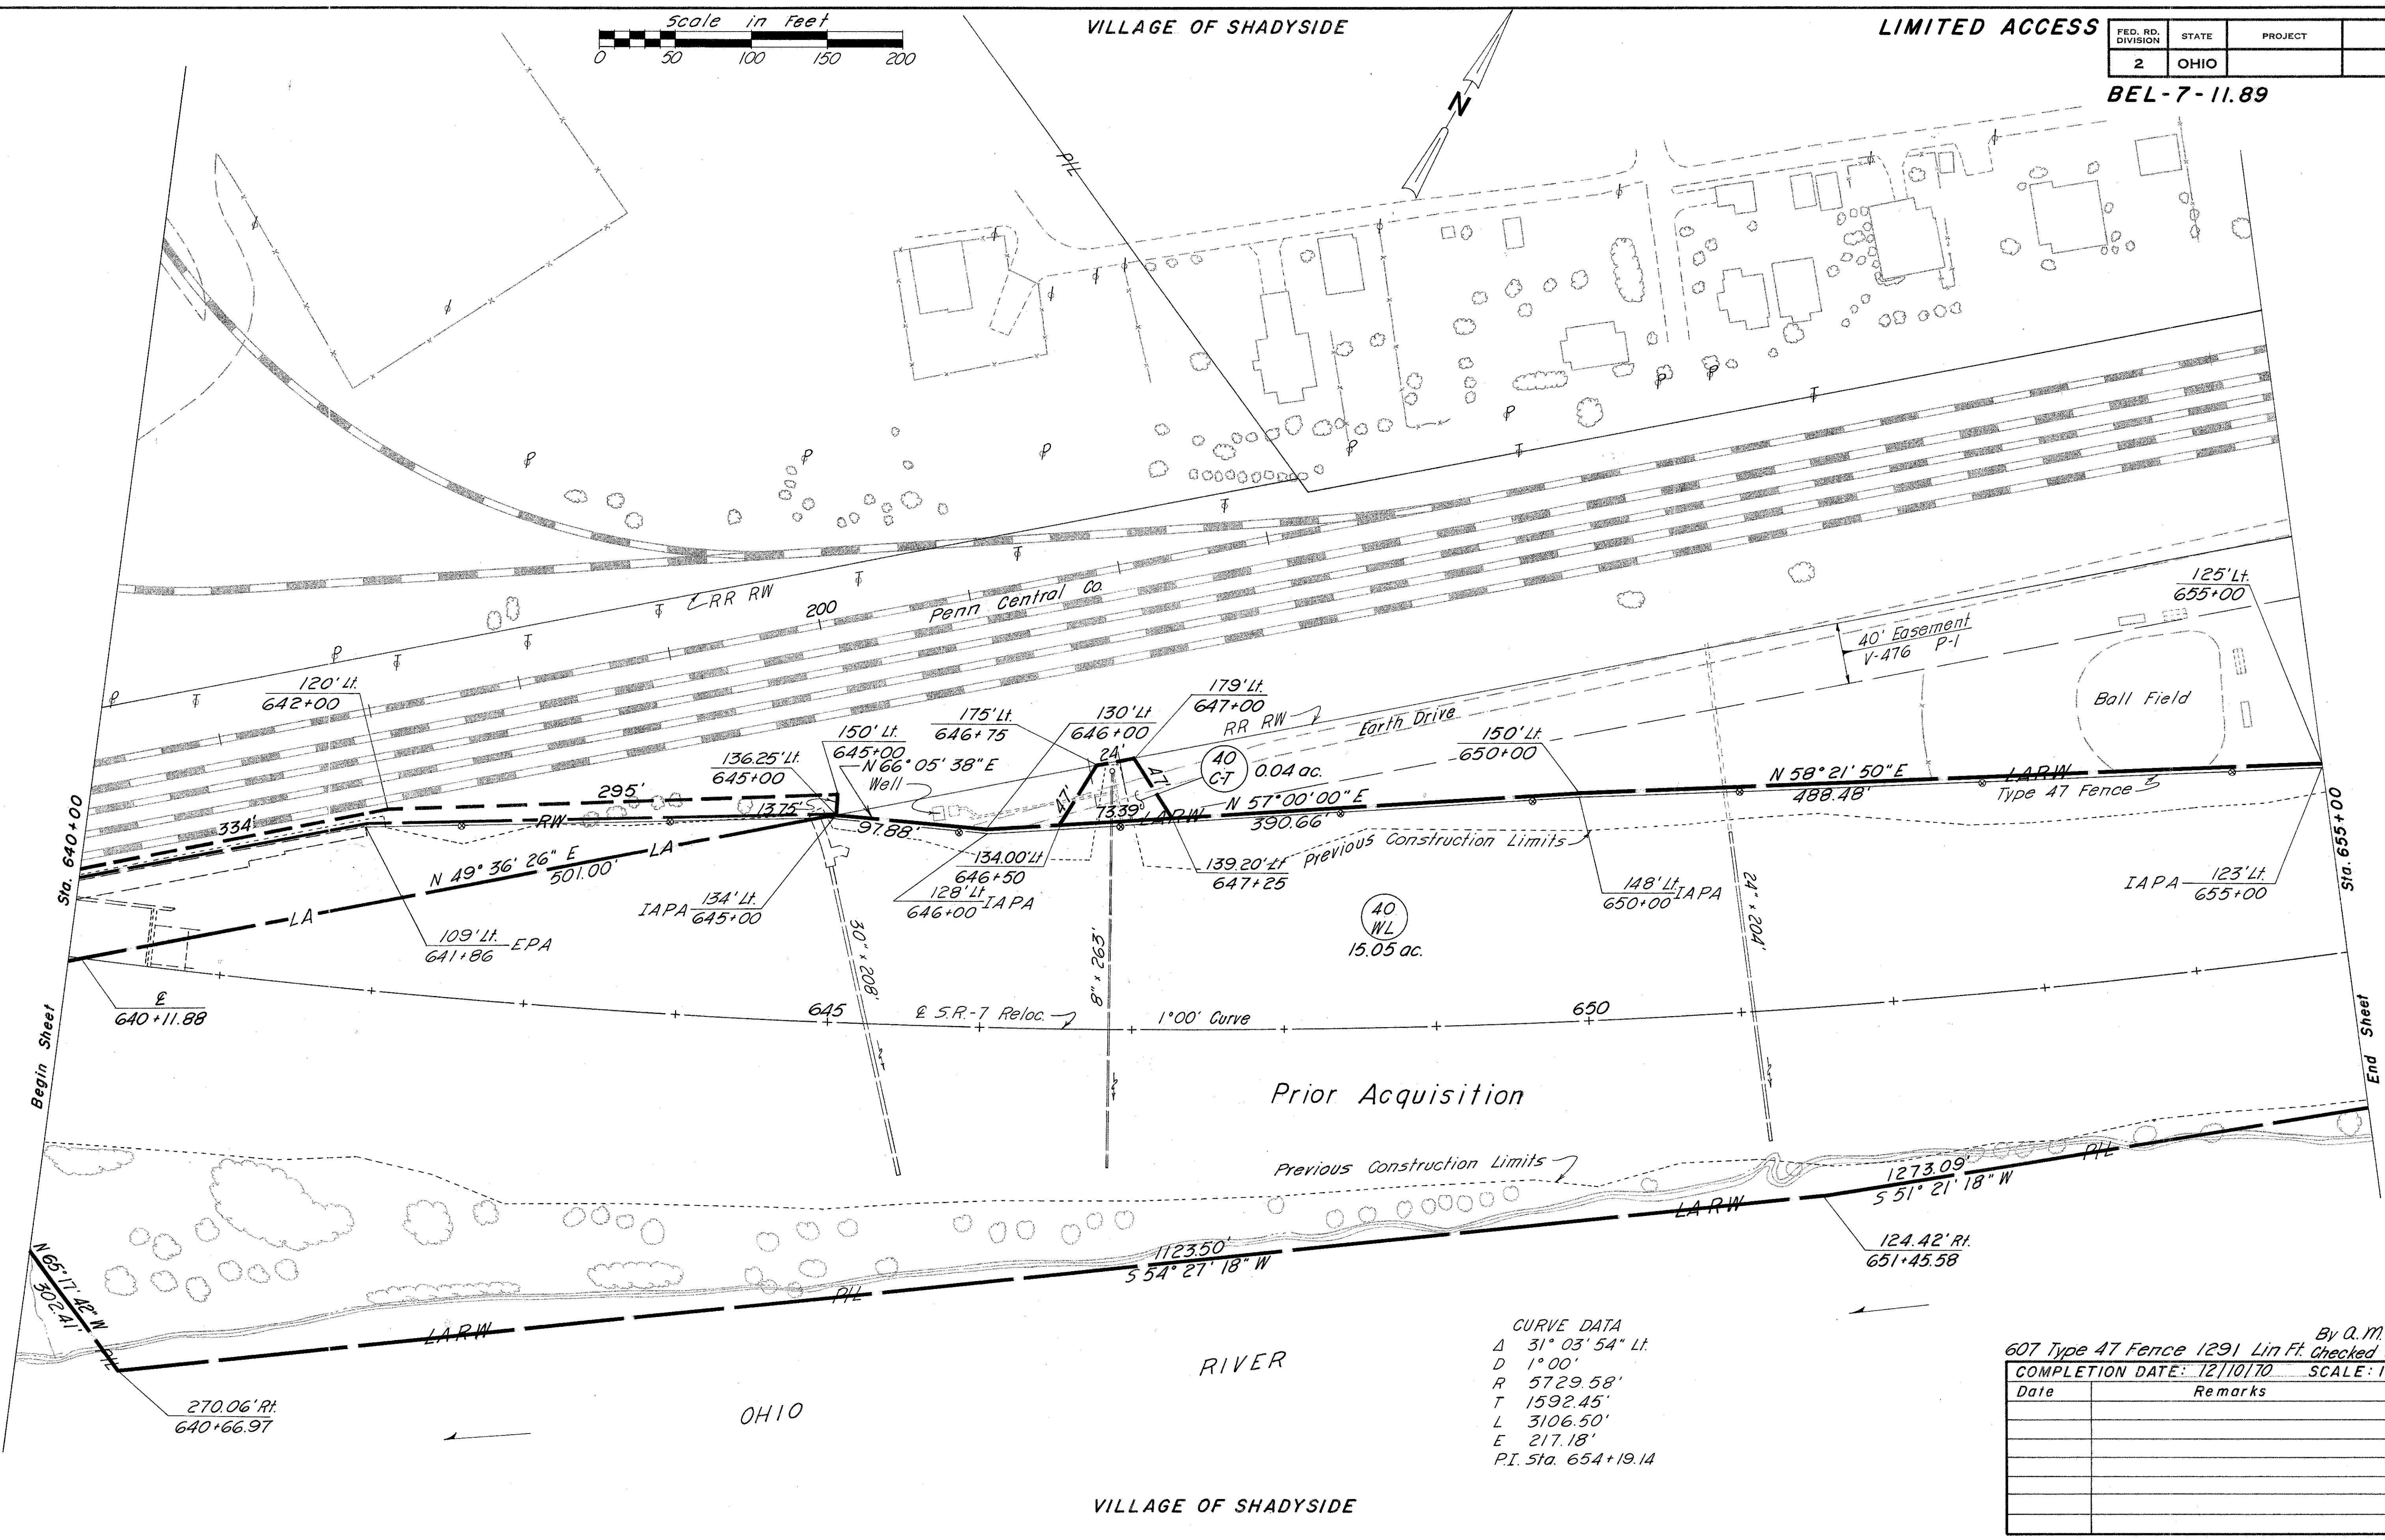 Scale in Feet
0 50 100 150 200
VILLAGE OF SHADYSIDE
LIMITED ACCESS
FED. RD. DIVISION STATE PROJECT
2 OHIO
BEL-7-11.89
N
P/L
RR RW
200
Penn Central Co.
120' Lt.
642+00
295'
334'
RW
136.25' Lt.
645+00
13.75'
150' Lt.
645+00
N 66° 05' 38" E
Well
97.88'
175' Lt.
646+75
130' Lt
646+00
24'
47'
47'
73.39'
179' Lt.
647+00
RR RW
Earth Drive
40
C-T
0.04 ac.
LARW
N 57° 00' 00" E
390.66'
150' Lt.
650+00
40' Easement
V-476 P-1
125' Lt.
655+00
Ball Field
N 58° 21' 50" E
488.48'
LARW
Type 47 Fence
Sta. 640+00
Begin Sheet
Sta. 655+00
End Sheet
N 49° 36' 26" E
501.00'
LA
LA
109' Lt.
641+86
EPA
IAPA
134' Lt.
645+00
134.00' Lt
646+50
128' Lt
646+00
IAPA
139.20' Lt
647+25
Previous Construction Limits
148' Lt.
650+00
IAPA
IAPA
123' Lt.
655+00
40
WL
15.05 ac.
30" x 208'
8" x 263'
24" x 204'
℄
640+11.88
645
℄ S.R.-7 Reloc.
1°00' Curve
650
Prior Acquisition
Previous Construction Limits
N 65° 17' 42" W
302.41'
P/L
LARW
P/L
1123.50'
S 54° 27' 18" W
LARW
1273.09'
S 51° 21' 18" W
P/L
124.42' Rt.
651+45.58
270.06' Rt.
640+66.97
OHIO
RIVER
CURVE DATA
Δ 31° 03' 54" Lt.
D 1° 00'
R 5729.58'
T 1592.45'
L 3106.50'
E 217.18'
P.I. Sta. 654+19.14
By A.M.
607 Type 47 Fence 1291 Lin Ft. Checked
COMPLETION DATE: 12/10/70 SCALE: 1
Date Remarks
VILLAGE OF SHADYSIDE